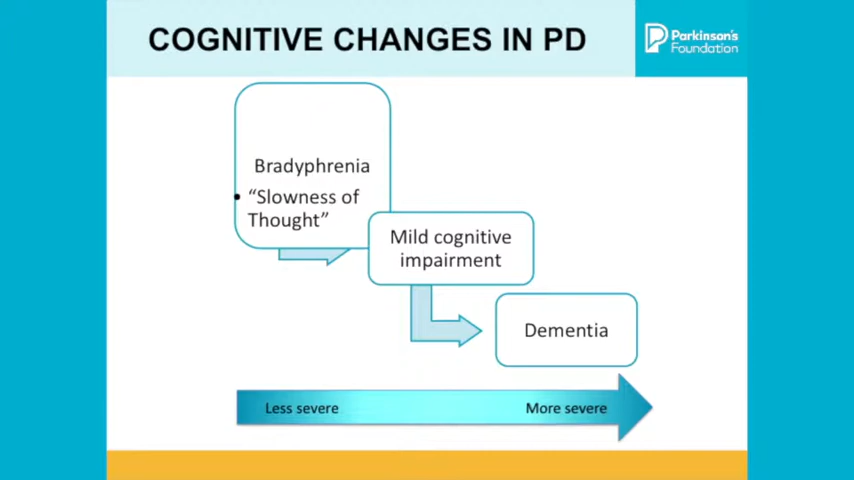 COGNITIVE CHANGES IN PD
Parkinson's
Foundation
Bradyphrenia
• “Slowness of
Thought”
Mild cognitive
impairment
Dementia
Less severe
More severe